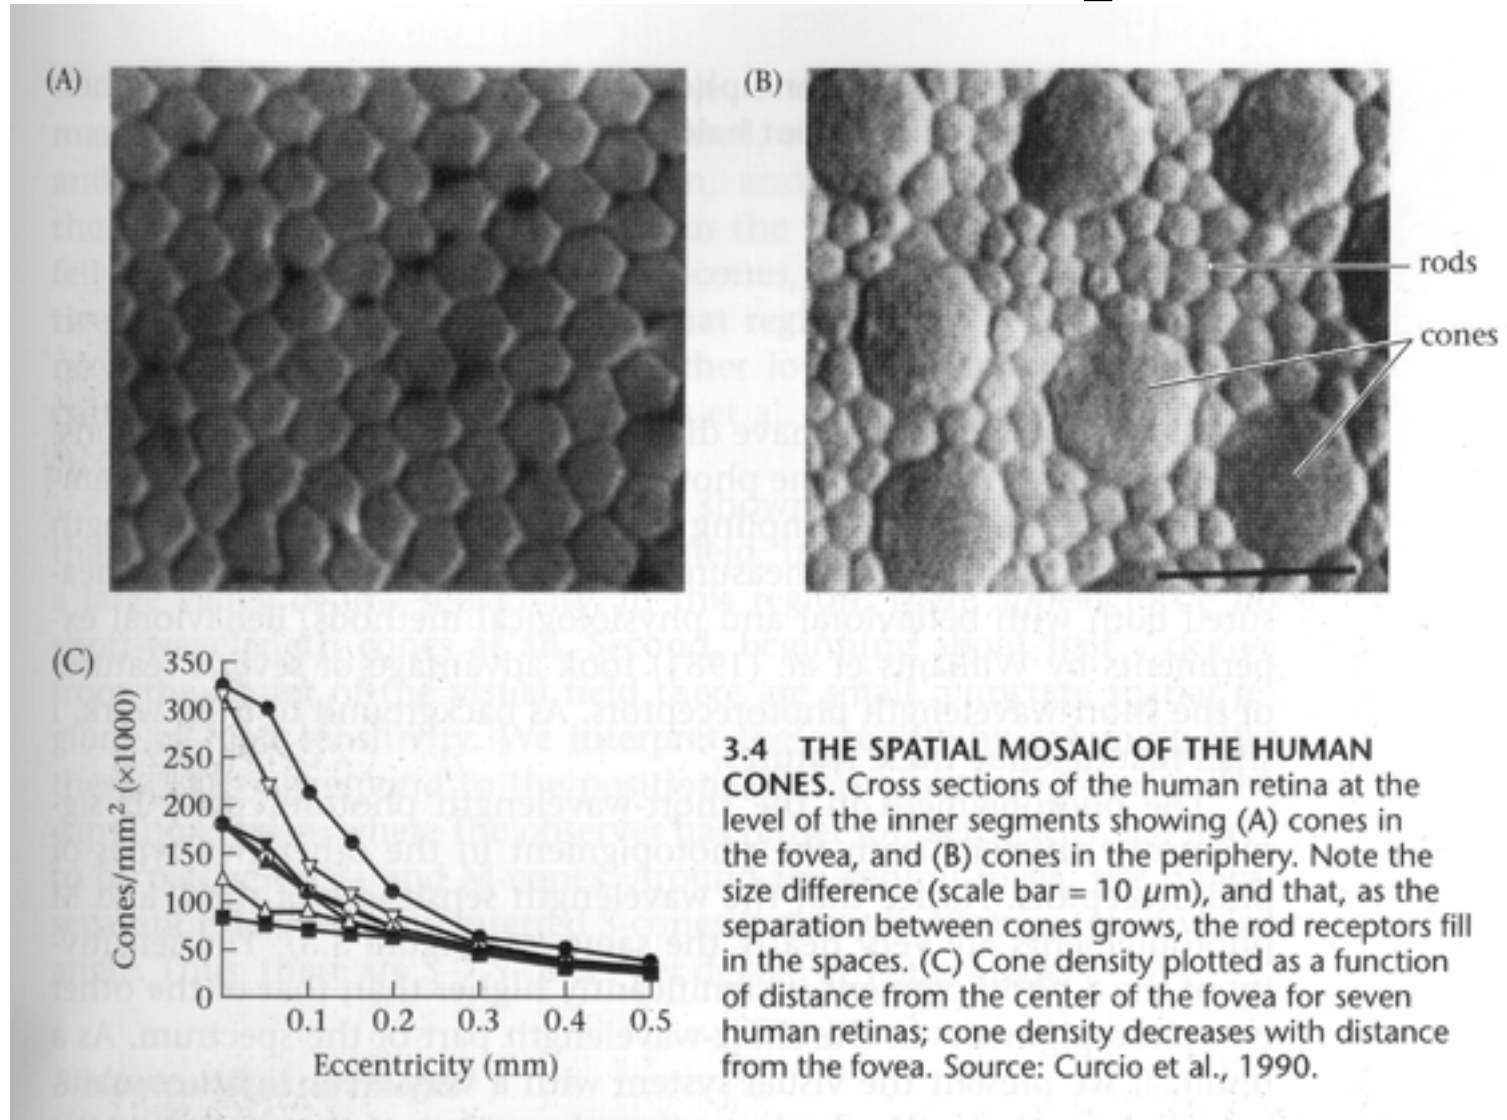 (A)
(B)
rods
cones
(C)
350
300
250
200
150
100
50
0
Cones/mm² (×1000)
0.1 0.2 0.3 0.4 0.5
Eccentricity (mm)
3.4 THE SPATIAL MOSAIC OF THE HUMAN
CONES. Cross sections of the human retina at the
level of the inner segments showing (A) cones in
the fovea, and (B) cones in the periphery. Note the
size difference (scale bar = 10 μm), and that, as the
separation between cones grows, the rod receptors fill
in the spaces. (C) Cone density plotted as a function
of distance from the center of the fovea for seven
human retinas; cone density decreases with distance
from the fovea. Source: Curcio et al., 1990.